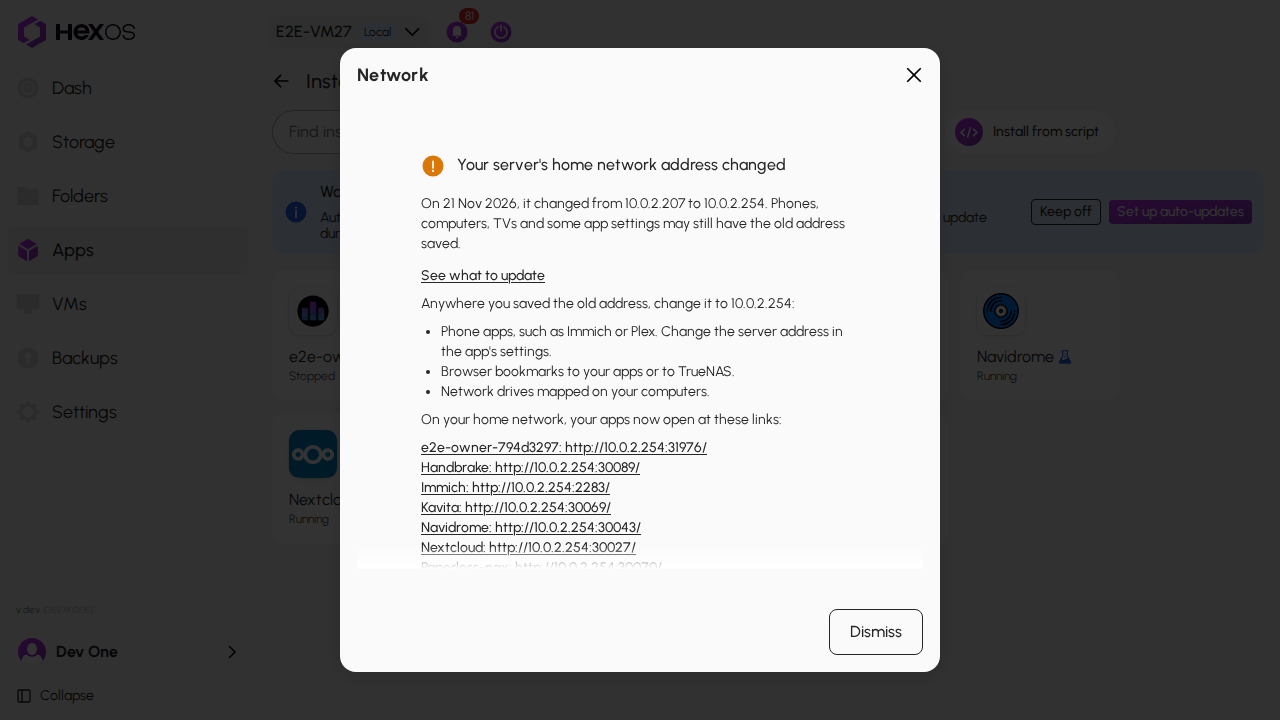 HEXOS
E2E-VM27 Local
81
Dash
Storage
Folders
Apps
VMs
Backups
Settings
v.dev
Dev One
Collapse
Find
Install from script
update
Keep off
Set up auto-updates
Stopped
Navidrome
Running
Running
Network
Your server's home network address changed
On 21 Nov 2026, it changed from 10.0.2.207 to 10.0.2.254. Phones,
computers, TVs and some app settings may still have the old address
saved.
See what to update
Anywhere you saved the old address, change it to 10.0.2.254:
• Phone apps, such as Immich or Plex. Change the server address in
the app's settings.
• Browser bookmarks to your apps or to TrueNAS.
• Network drives mapped on your computers.
On your home network, your apps now open at these links:
e2e-owner-794d3297: http://10.0.2.254:31976/
Handbrake: http://10.0.2.254:30089/
Immich: http://10.0.2.254:2283/
Kavita: http://10.0.2.254:30069/
Navidrome: http://10.0.2.254:30043/
Nextcloud: http://10.0.2.254:30027/
Dismiss